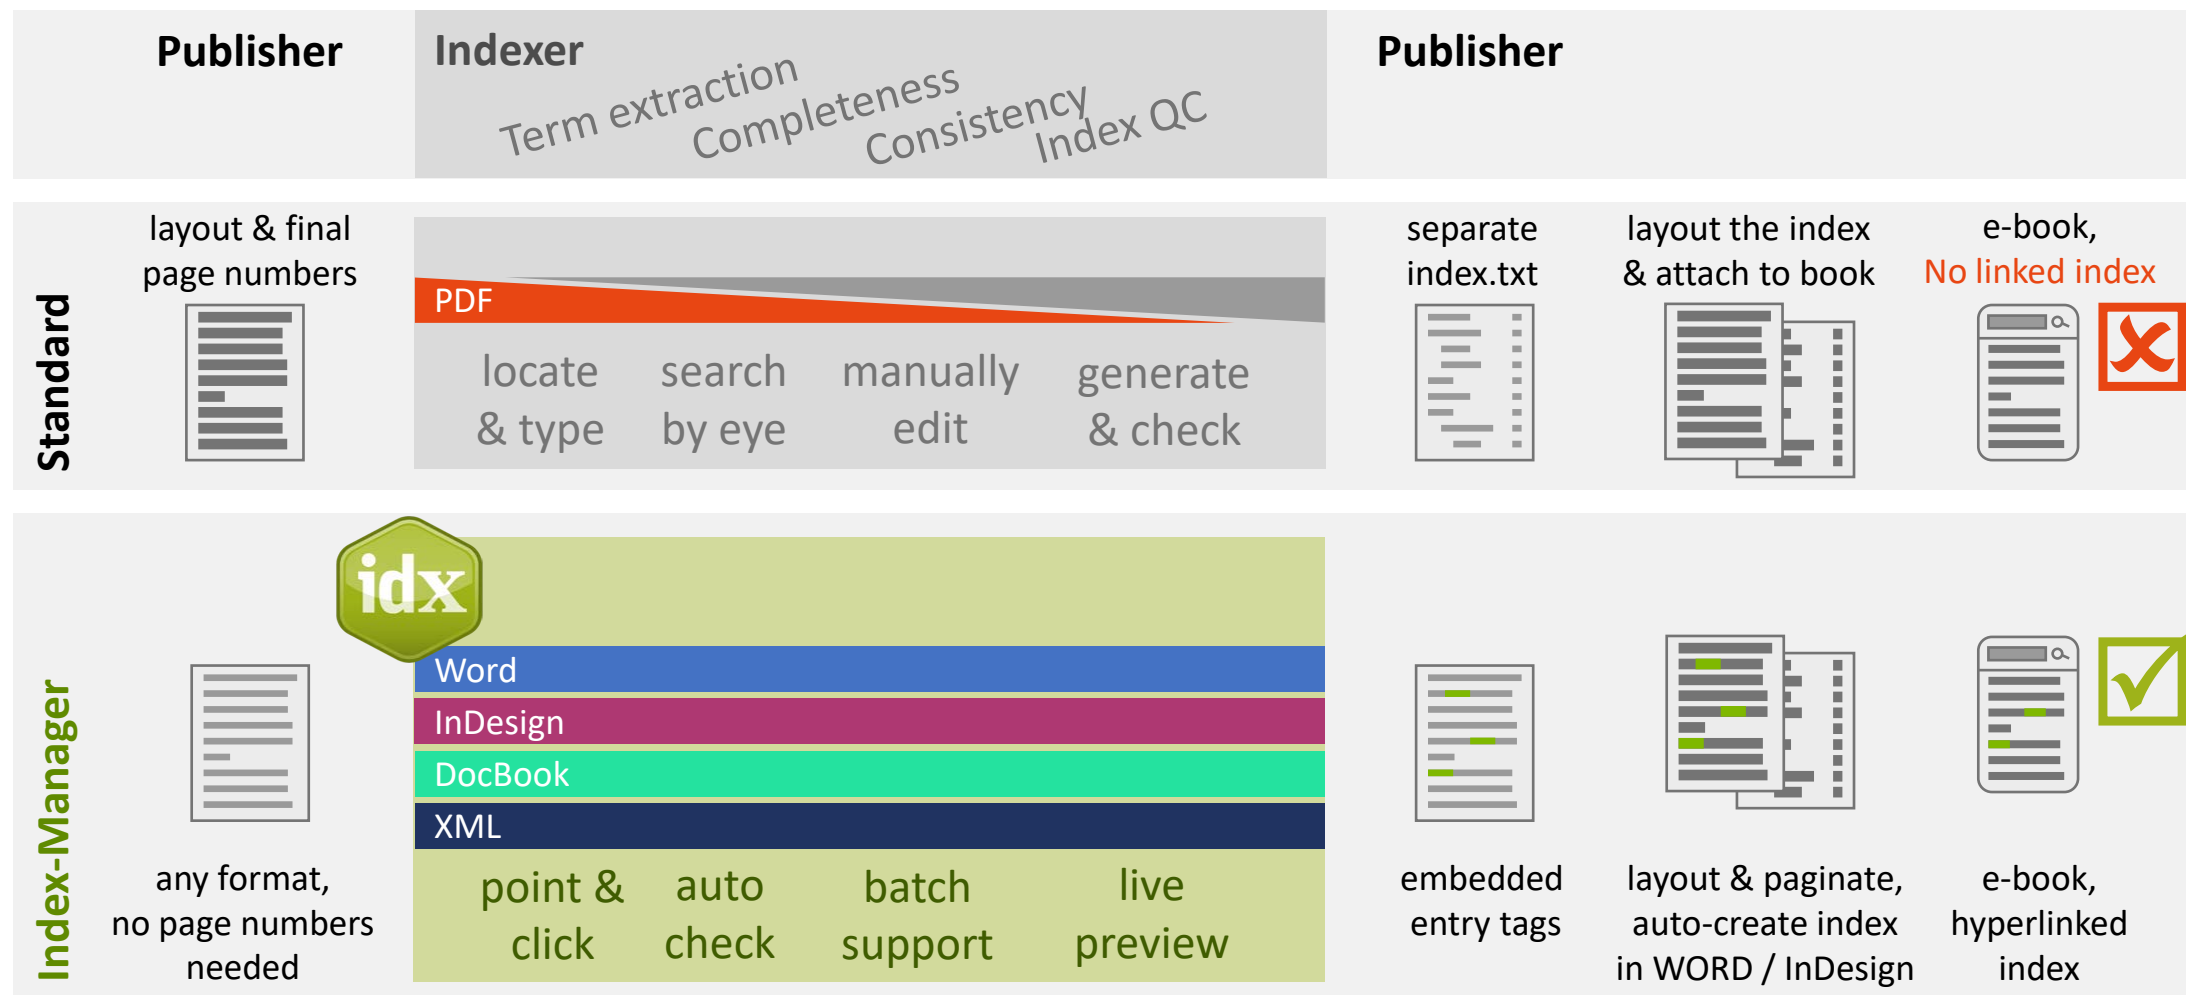 Publisher
Indexer
Term extraction
Completeness
Consistency
Index QC
Publisher
Standard
layout & final
page numbers
PDF
locate
& type
search
by eye
manually
edit
generate
& check
separate
index.txt
layout the index
& attach to book
e-book,
No linked index
Index-Manager
idx
any format,
no page numbers
needed
Word
InDesign
DocBook
XML
point &
click
auto
check
batch
support
live
preview
embedded
entry tags
layout & paginate,
auto-create index
in WORD / InDesign
e-book,
hyperlinked
index